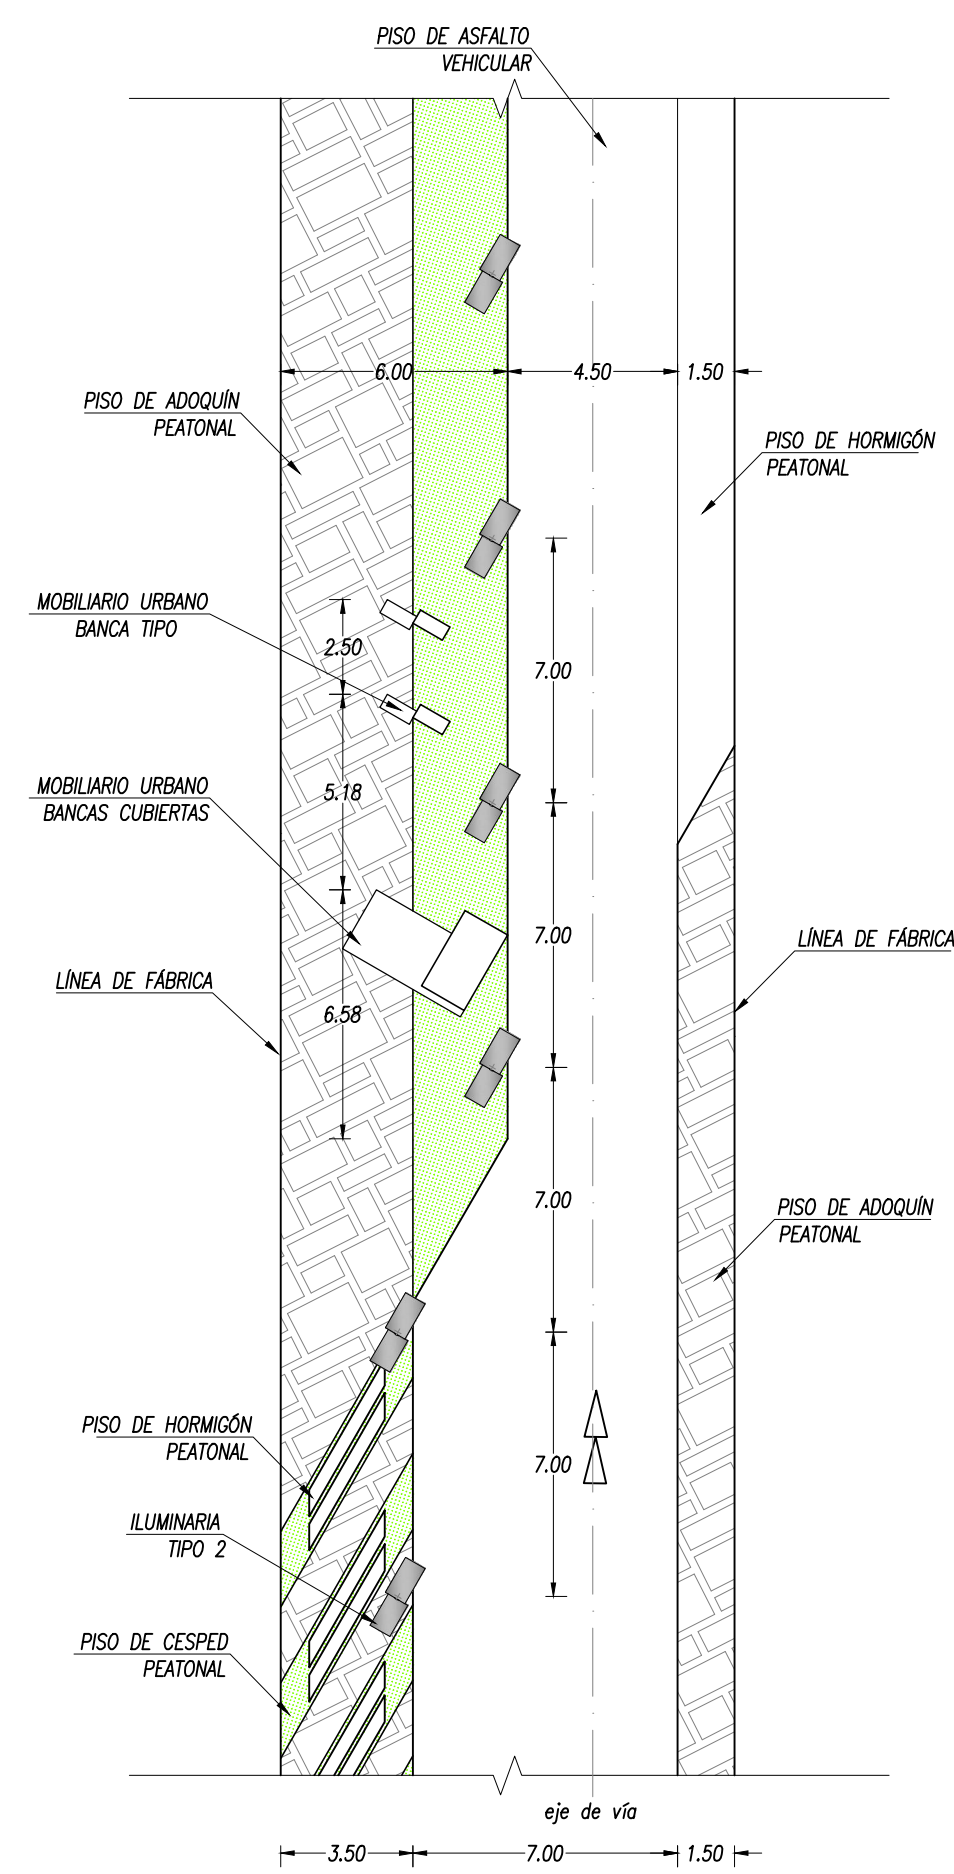 PISO DE ASFALTO
VEHICULAR
6.00
4.50
1.50
PISO DE ADOQUÍN
PEATONAL
PISO DE HORMIGÓN
PEATONAL
MOBILIARIO URBANO
BANCA TIPO
2.50
7.00
MOBILIARIO URBANO
BANCAS CUBIERTAS
5.18
7.00
LÍNEA DE FÁBRICA
LÍNEA DE FÁBRICA
6.58
7.00
PISO DE ADOQUÍN
PEATONAL
PISO DE HORMIGÓN
PEATONAL
7.00
ILUMINARIA
TIPO 2
PISO DE CESPED
PEATONAL
eje de vía
3.50
7.00
1.50